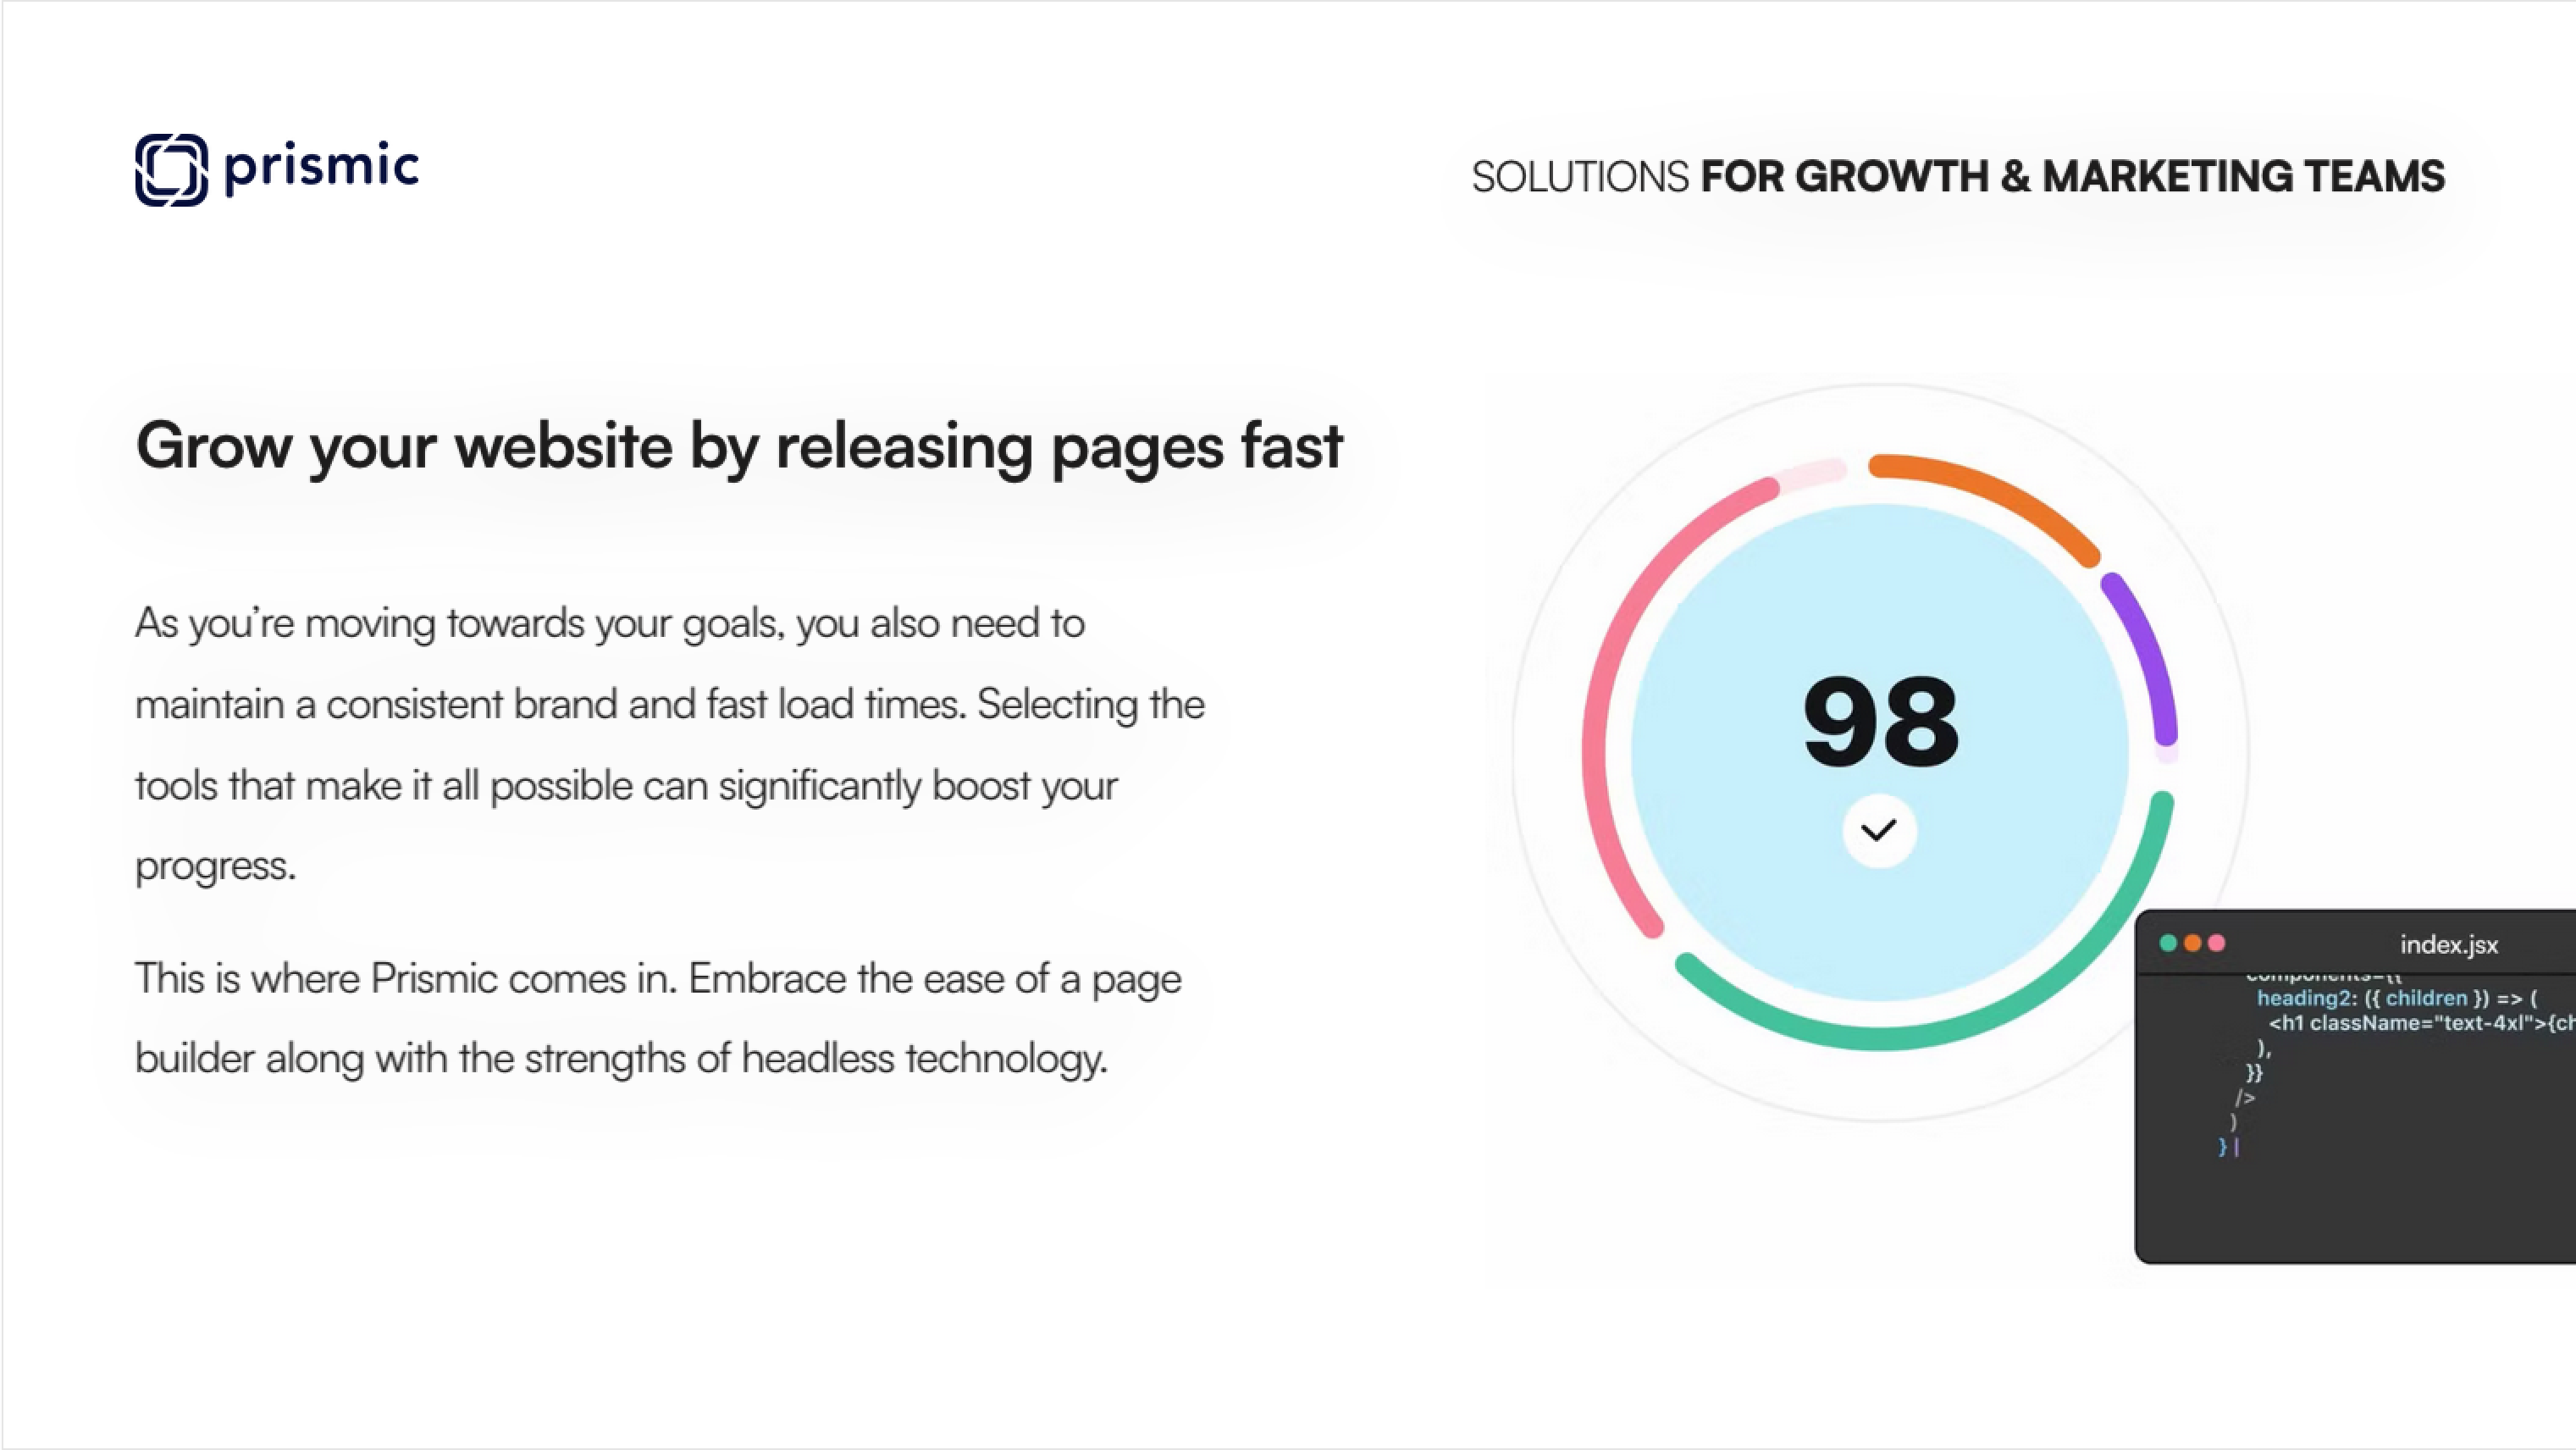 prismic
SOLUTIONS FOR GROWTH & MARKETING TEAMS
Grow your website by releasing pages fast
As you’re moving towards your goals, you also need to
maintain a consistent brand and fast load times. Selecting the
tools that make it all possible can significantly boost your
progress.
This is where Prismic comes in. Embrace the ease of a page
builder along with the strengths of headless technology.
98
index.jsx
components={{
heading2: ({ children }) => (
<h1 className="text-4xl">{ch
),
}}
/>
)
}